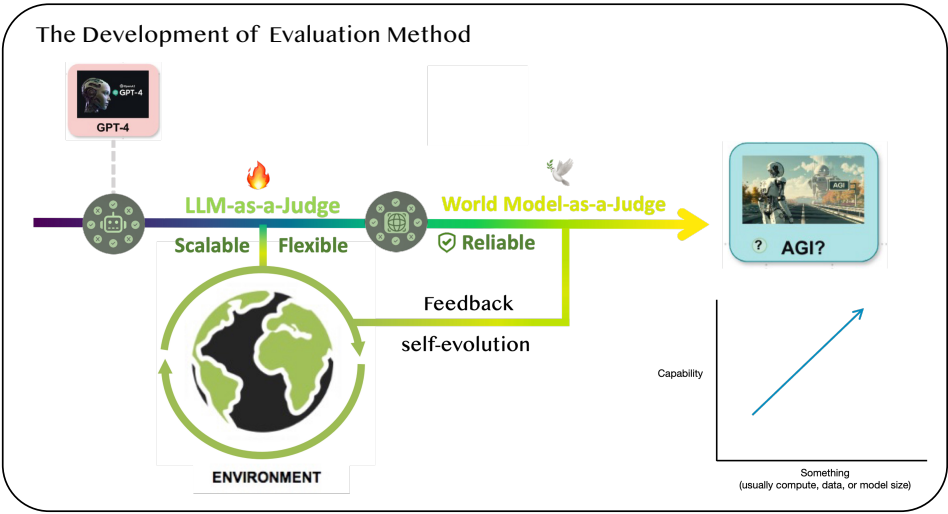 The Development of Evaluation Method
OpenAI
GPT-4
GPT-4
LLM-as-a-Judge
World Model-as-a-Judge
Scalable
Flexible
Reliable
AGI
? AGI?
Feedback
self-evolution
ENVIRONMENT
Capability
Something
(usually compute, data, or model size)